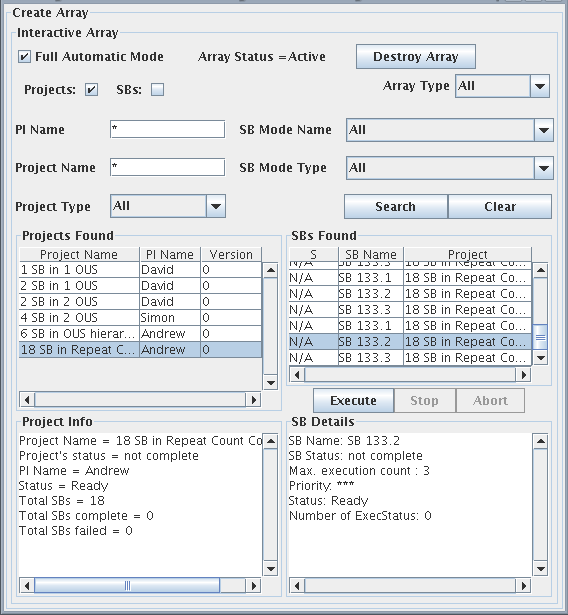 Create Array
Interactive Array
Full Automatic Mode Array Status =Active Destroy Array
Projects: SBs: Array Type All
PI Name * SB Mode Name All
Project Name * SB Mode Type All
Project Type All Search Clear
Projects Found
Project Name PI Name Version
1 SB in 1 OUS David 0
2 SB in 1 OUS David 0
2 SB in 2 OUS David 0
4 SB in 2 OUS Simon 0
6 SB in OUS hierar... Andrew 0
18 SB in Repeat C... Andrew 0
SBs Found
S SB Name Project
N/A SB 133.3 18 SB in Repeat Co...
N/A SB 133.1 18 SB in Repeat Co...
N/A SB 133.2 18 SB in Repeat Co...
N/A SB 133.3 18 SB in Repeat Co...
N/A SB 133.1 18 SB in Repeat Co...
N/A SB 133.2 18 SB in Repeat Co...
N/A SB 133.3 18 SB in Repeat Co...
Execute Stop Abort
Project Info
Project Name = 18 SB in Repeat Count Co
Project's status = not complete
PI Name = Andrew
Status = Ready
Total SBs = 18
Total SBs complete = 0
Total SBs failed = 0
SB Details
SB Name: SB 133.2
SB Status: not complete
Max. execution count : 3
Priority: ***
Status: Ready
Number of ExecStatus: 0